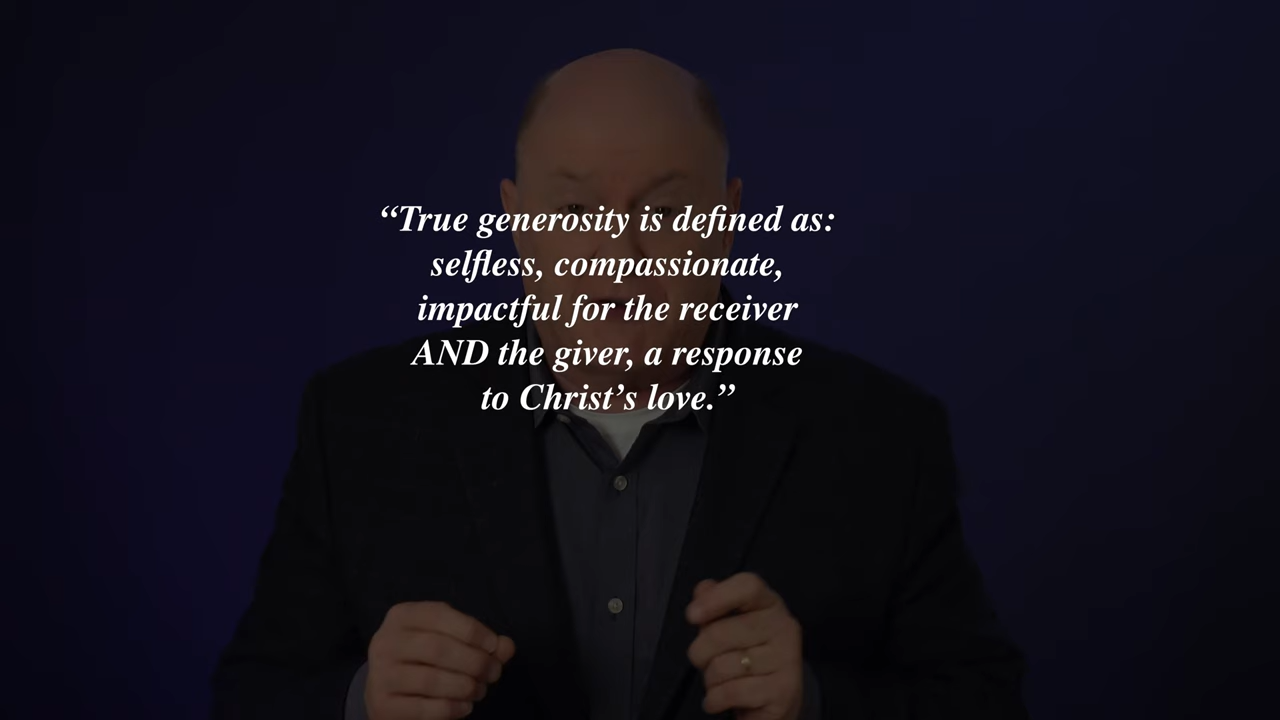 “True generosity is defined as:
selfless, compassionate,
impactful for the receiver
AND the giver, a response
to Christ’s love.”